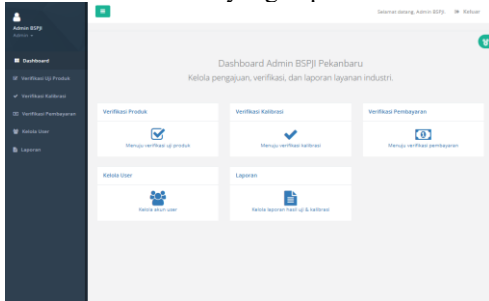 Admin BSPJI
Admin
Selamat datang, Admin BSPJI .
Keluar
Dashboard
Verifikasi Uji Produk
Verifikasi Kalibrasi
Verifikasi Pembayaran
Kelola User
Laporan
Dashboard Admin BSPJI Pekanbaru
Kelola pengajuan, verifikasi, dan laporan layanan industri.
Verifikasi Produk
Menuju verifikasi uji produk
Verifikasi Kalibrasi
Menuju verifikasi kalibrasi
Verifikasi Pembayaran
Menuju verifikasi pembayaran
Kelola User
Kelola akun user
Laporan
Kelola laporan hasil uji & kalibrasi